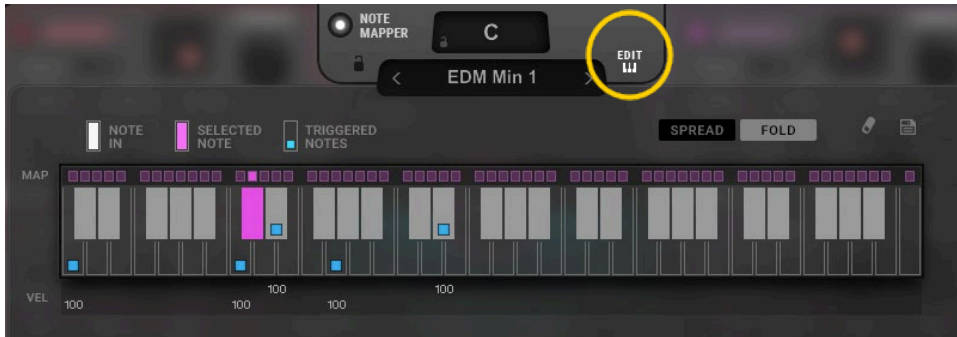 NOTE
MAPPER
C
EDIT
< EDM Min 1 >
NOTE
IN
SELECTED
NOTE
TRIGGERED
NOTES
SPREAD
FOLD
MAP
VEL
100
100
100
100
100